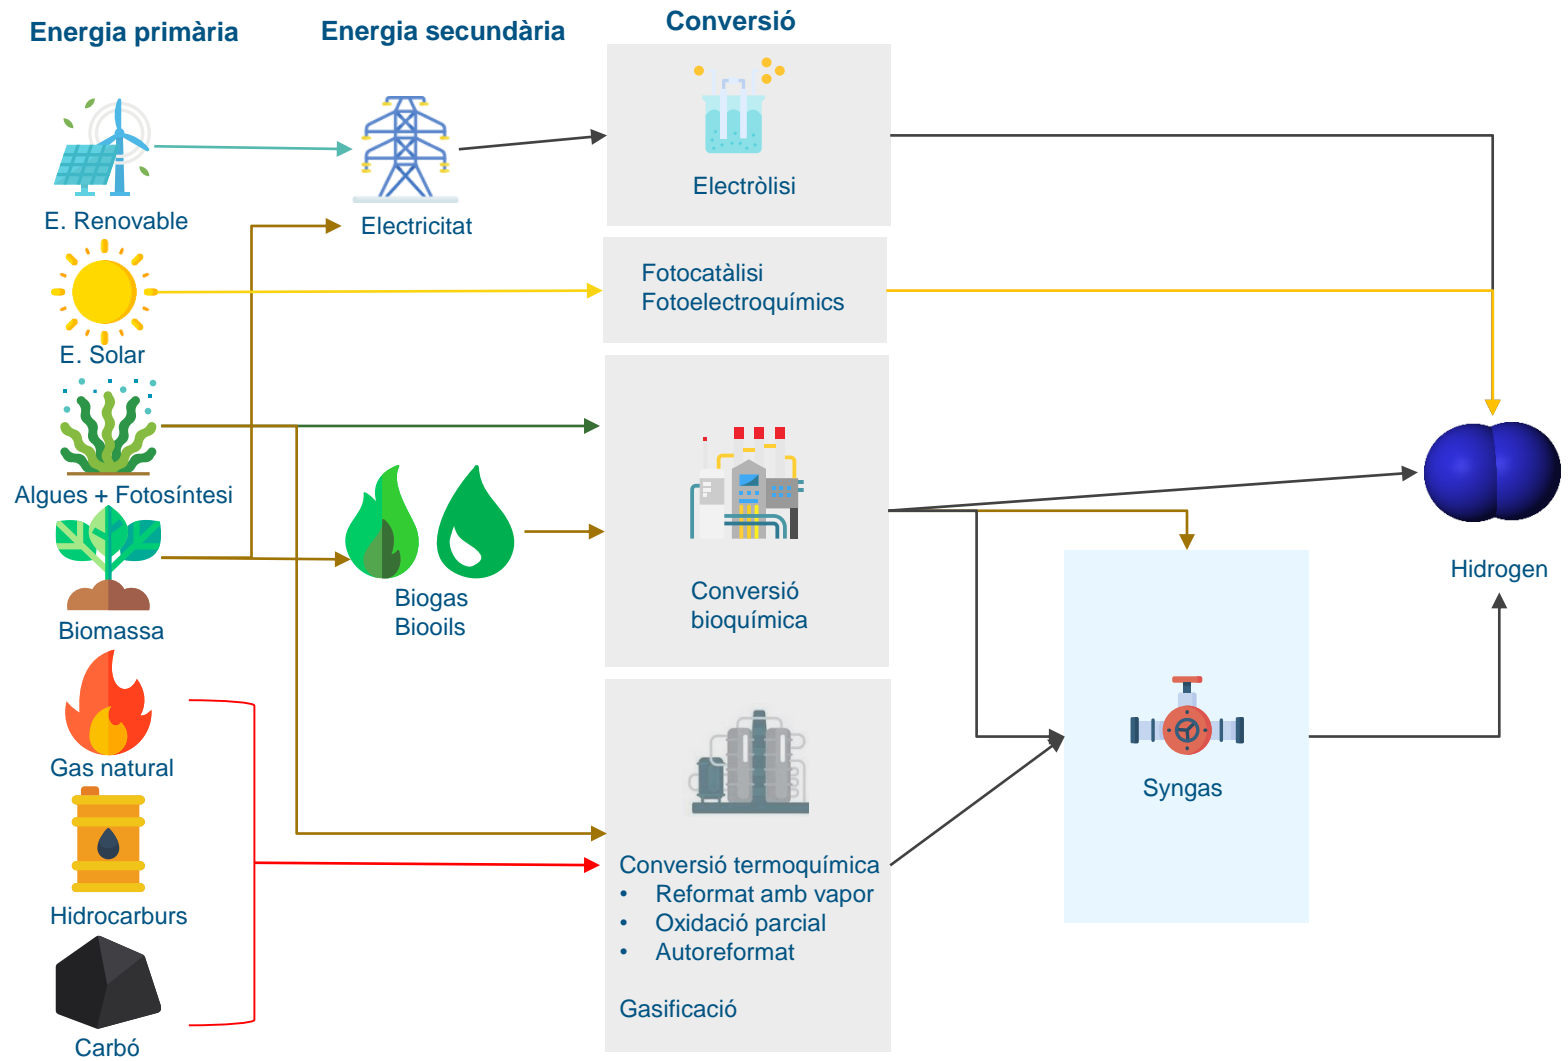 Energia primària
Energia secundària
Conversió
E. Renovable
Electricitat
Electròlisi
E. Solar
Fotocatàlisi
Fotoelectroquímics
Algues + Fotosíntesi
Biomassa
Biogas
Biooils
Conversió
bioquímica
Hidrogen
Gas natural
Hidrocarburs
Carbó
Conversió termoquímica
• Reformat amb vapor
• Oxidació parcial
• Autoreformat
Gasificació
Syngas